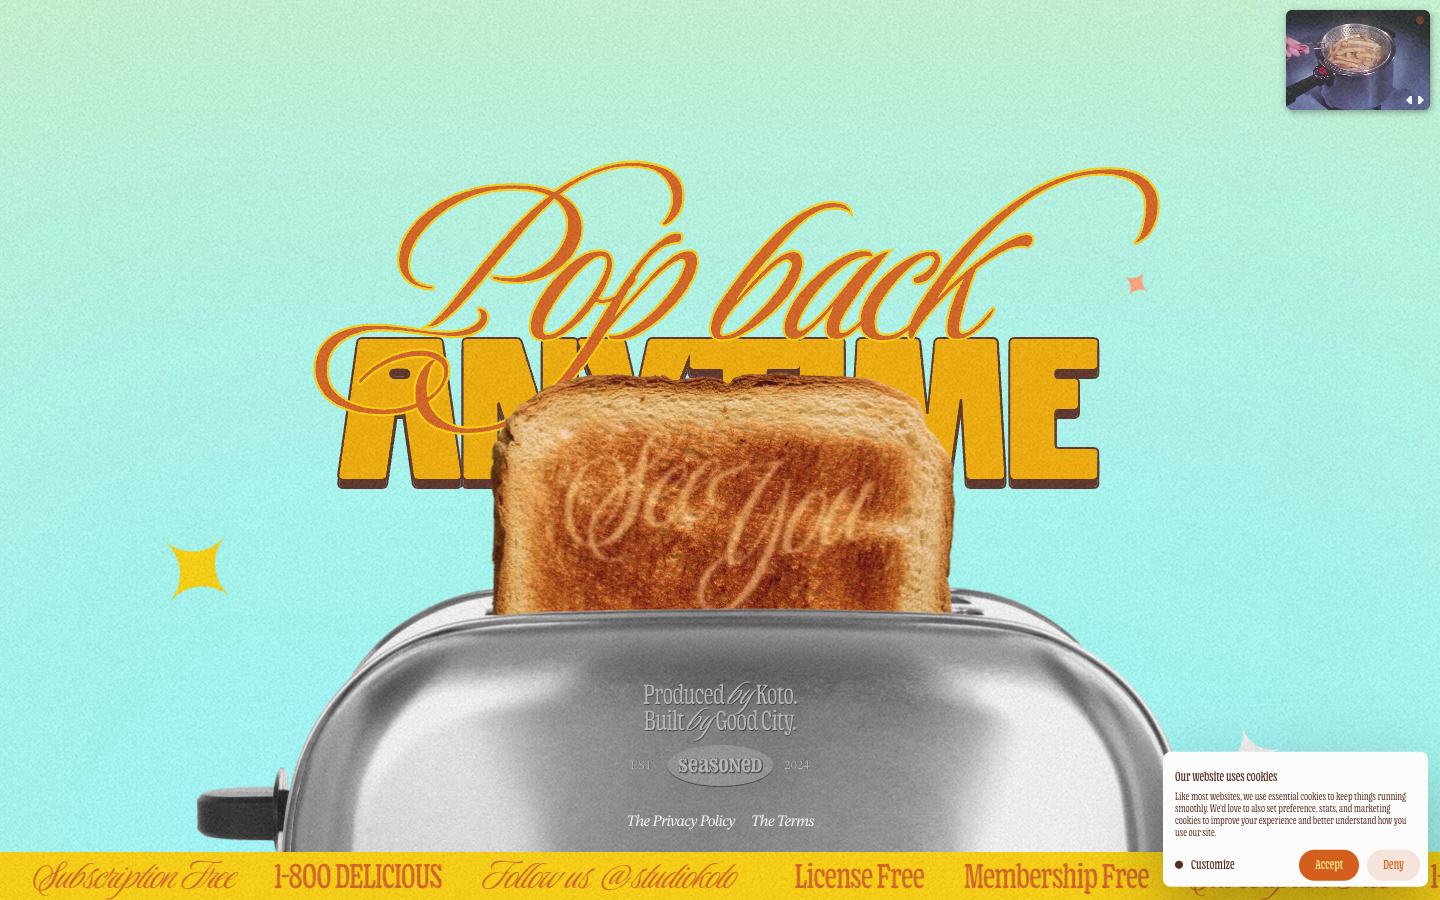 Pop back
ANYTIME
See You
Produced by Koto.
Built by Good City.
EST SEASONED 2024
The Privacy Policy The Terms
Our website uses cookies
Like most websites, we use essential cookies to keep things running
smoothly. We'd love to also set preference, stats, and marketing
cookies to improve your experience and better understand how you
use our site.
Customize Accept Deny
Subscription Free 1-800 DELICIOUS Follow us @studiokoto License Free Membership Free